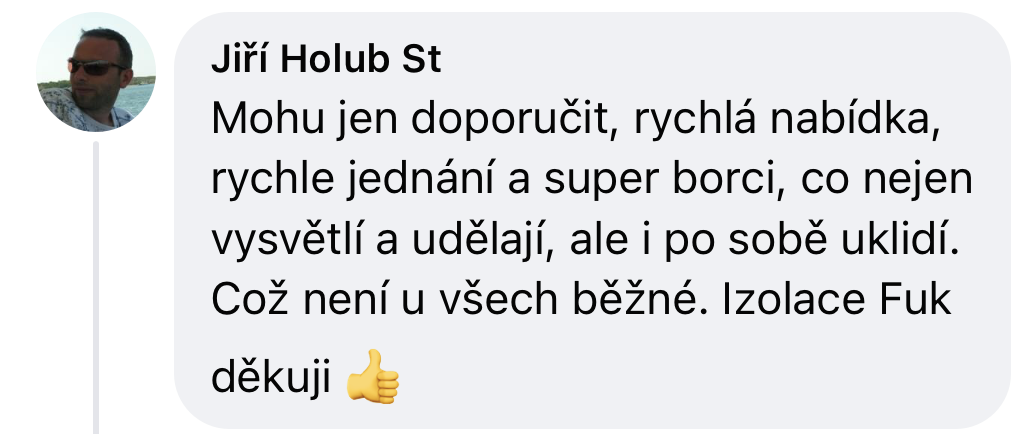 Jiří Holub St
Mohu jen doporučit, rychlá nabídka,
rychle jednání a super borci, co nejen
vysvětlí a udělají, ale i po sobě uklidí.
Což není u všech běžné. Izolace Fuk
děkuji 👍